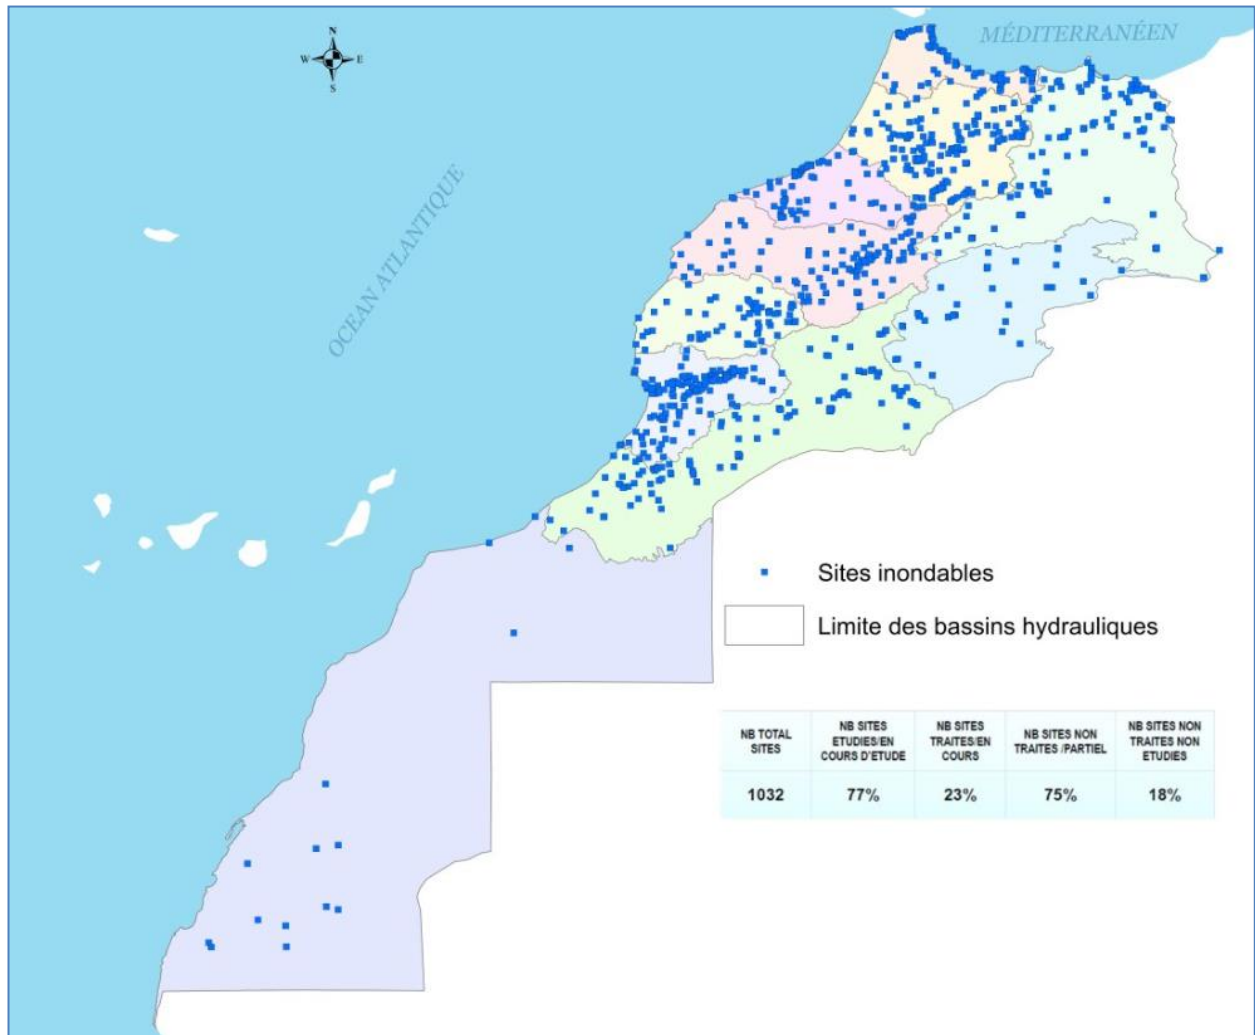 N
W E
S
MÉDITERRANÉEN
OCEAN ATLANTIQUE
Sites inondables
Limite des bassins hydrauliques
NB TOTAL
SITES
NB SITES
ETUDIES/EN
COURS D'ETUDE
NB SITES
TRAITES/EN
COURS
NB SITES NON
TRAITES /PARTIEL
NB SITES NON
TRAITES NON
ETUDIES
1032 77% 23% 75% 18%